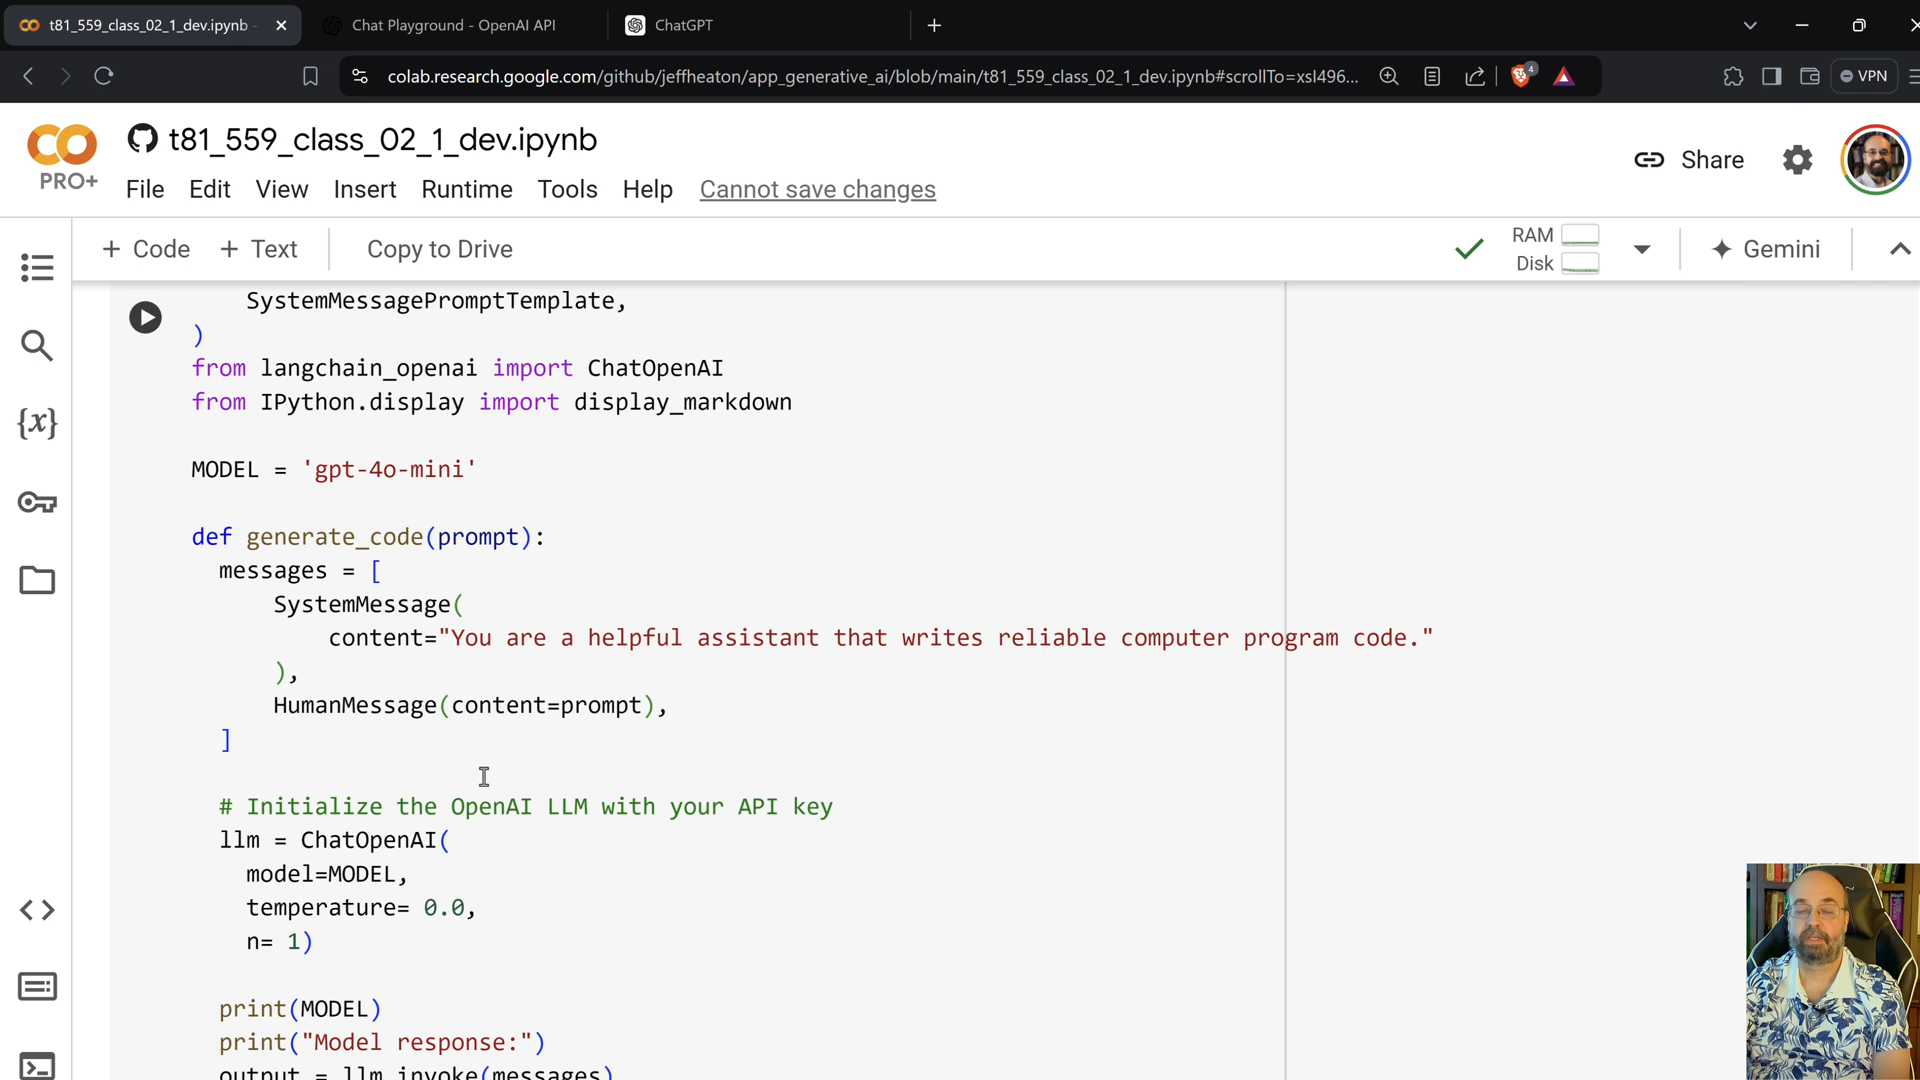 t81_559_class_02_1_dev.ipynb
Chat Playground - OpenAI API
ChatGPT
colab.research.google.com/github/jeffheaton/app_generative_ai/blob/main/t81_559_class_02_1_dev.ipynb#scrollTo=xsl496...
4
VPN
PRO+
t81_559_class_02_1_dev.ipynb
File Edit View Insert Runtime Tools Help Cannot save changes
Share
+ Code + Text Copy to Drive
RAM
Disk
Gemini
SystemMessagePromptTemplate,
)
from langchain_openai import ChatOpenAI
from IPython.display import display_markdown
MODEL = 'gpt-4o-mini'
def generate_code(prompt):
messages = [
SystemMessage(
content="You are a helpful assistant that writes reliable computer program code."
),
HumanMessage(content=prompt),
]
# Initialize the OpenAI LLM with your API key
llm = ChatOpenAI(
model=MODEL,
temperature= 0.0,
n= 1)
print(MODEL)
print("Model response:")
output = llm.invoke(messages)